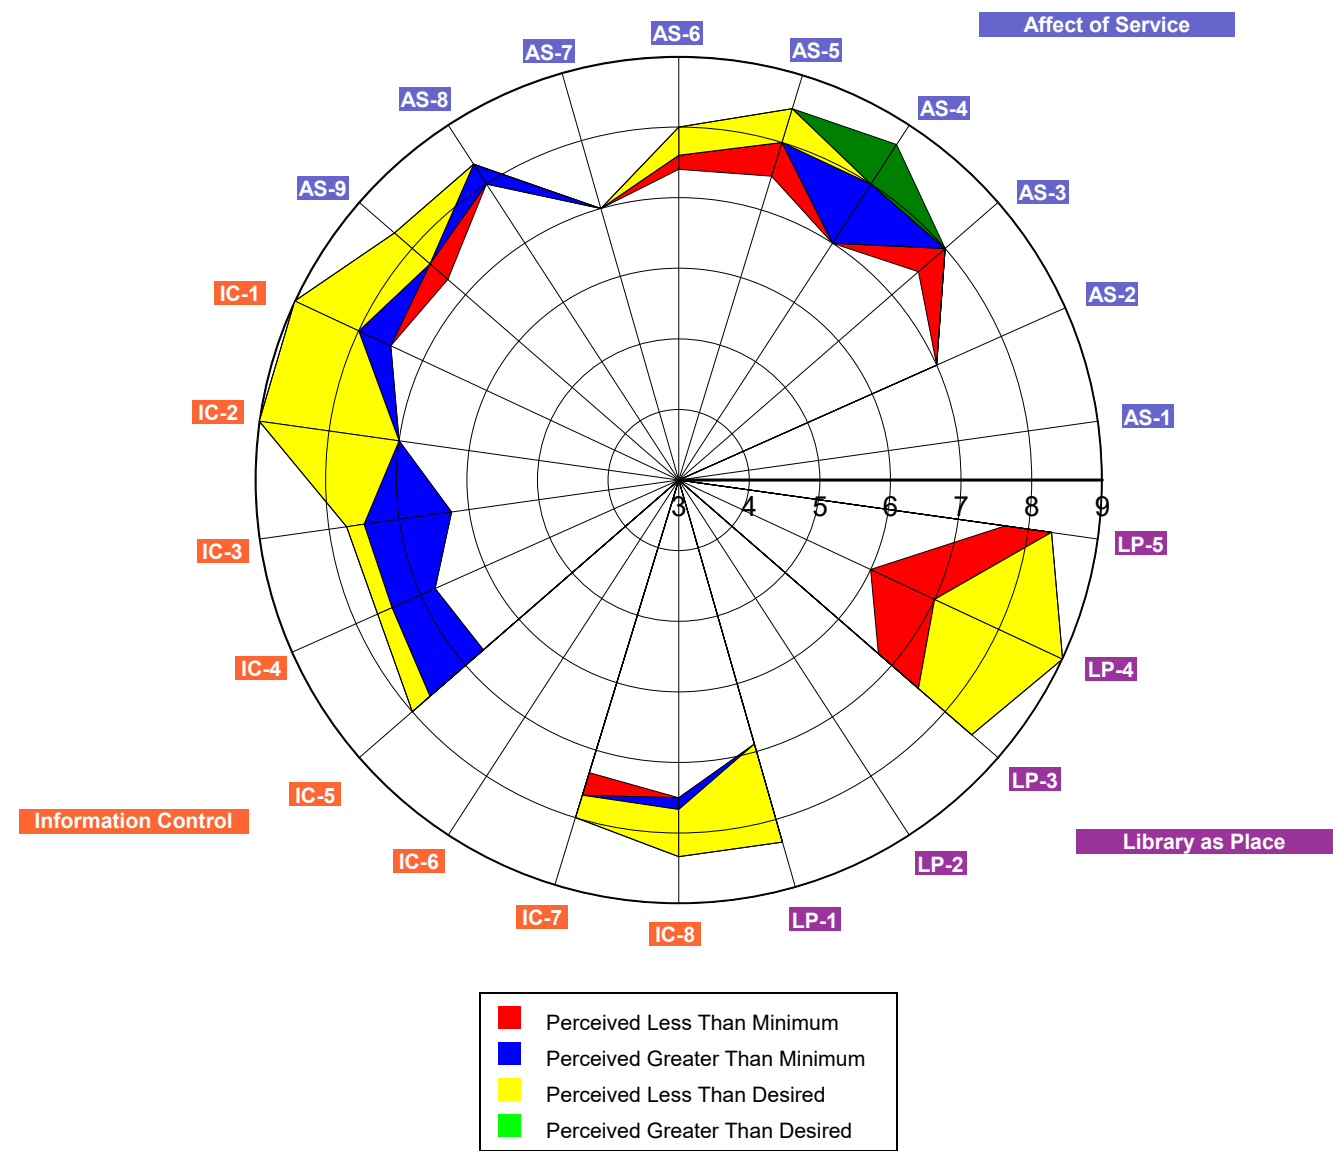 Affect of Service
AS-6
AS-5
AS-7
AS-4
AS-8
AS-3
AS-9
AS-2
IC-1
AS-1
IC-2
3 4 5 6 7 8 9
LP-5
IC-3
LP-4
IC-4
LP-3
IC-5
Information Control
Library as Place
IC-6
LP-2
IC-7
LP-1
IC-8
Perceived Less Than Minimum
Perceived Greater Than Minimum
Perceived Less Than Desired
Perceived Greater Than Desired